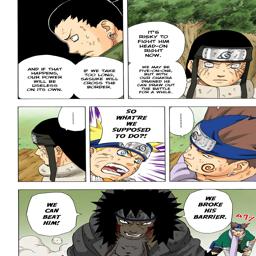 IT'S
RISKY TO
FIGHT HIM
HEAD-ON
RIGHT
NOW.
WE MAY BE
FIVE-ON-ONE,
BUT WITH
OUR CHAKRA
DRAINED HE
CAN DRAW OUT
THE BATTLE
FOR A WHILE.
IF WE TAKE
TOO LONG,
SASUKE WILL
CROSS THE
BORDER.
AND IF THAT
HAPPENS,
OUR POWER
WILL BE
USELESS
ON ITS OWN.
SO
WHAT'RE
WE
SUPPOSED
TO DO?!
WE
BROKE
HIS
BARRIER.
WE
CAN
BEAT
HIM!